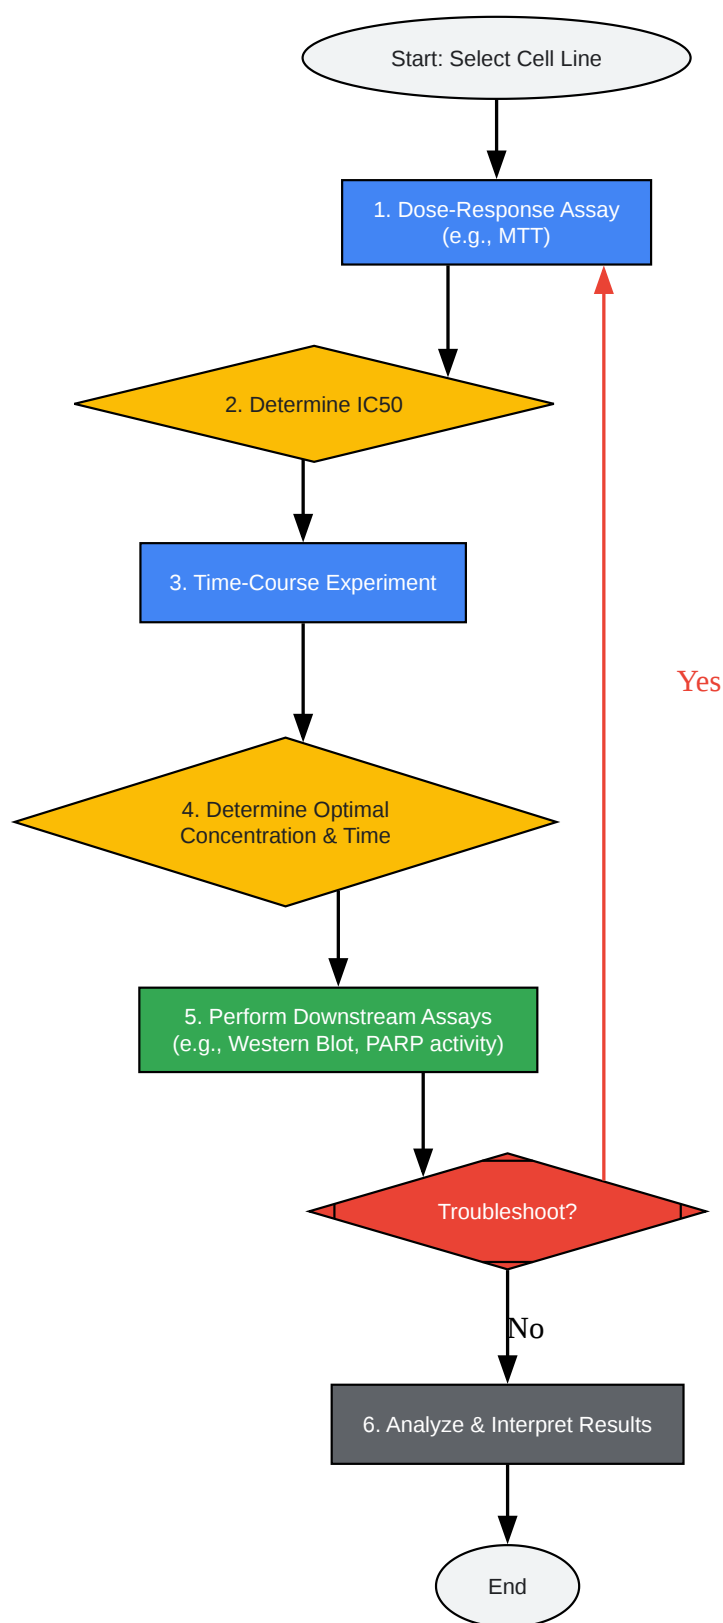 Start: Select Cell Line
1. Dose-Response Assay
(e.g., MTT)
2. Determine IC50
3. Time-Course Experiment
Yes
4. Determine Optimal
Concentration & Time
5. Perform Downstream Assays
(e.g., Western Blot, PARP activity)
Troubleshoot?
No
6. Analyze & Interpret Results
End